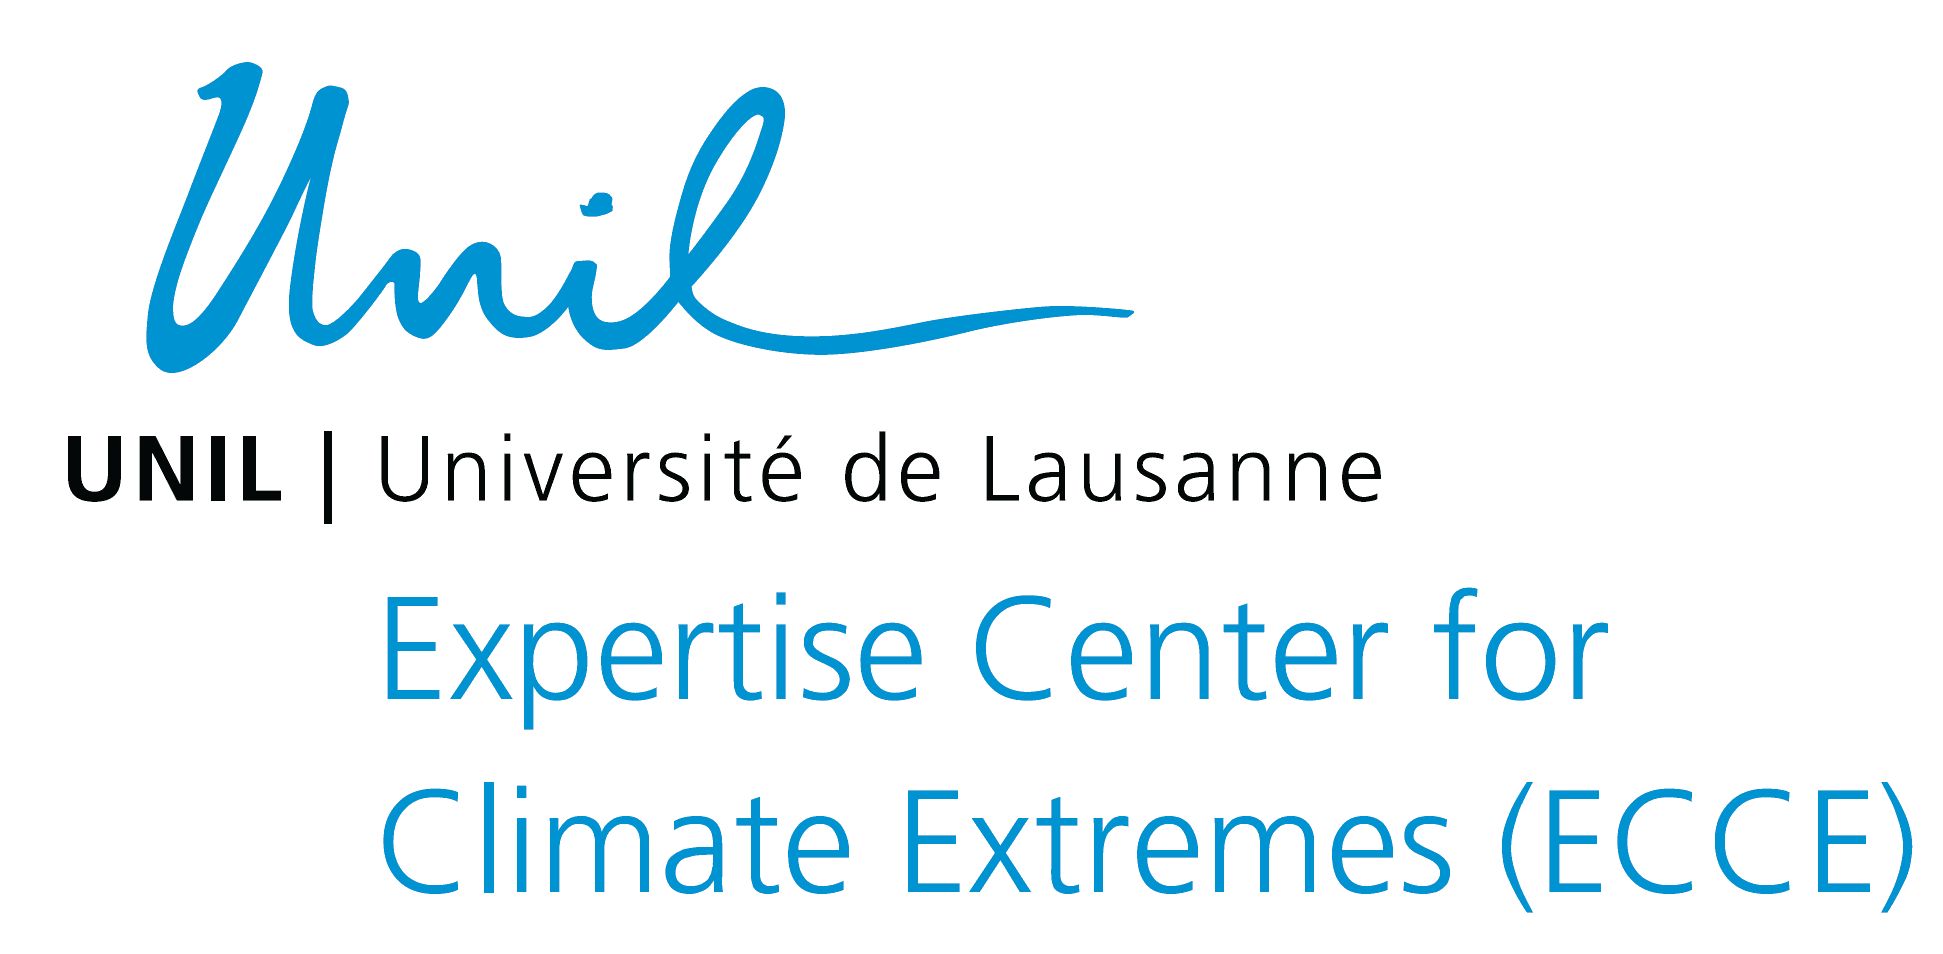 Unil
UNIL | Université de Lausanne
Expertise Center for
Climate Extremes (ECCE)